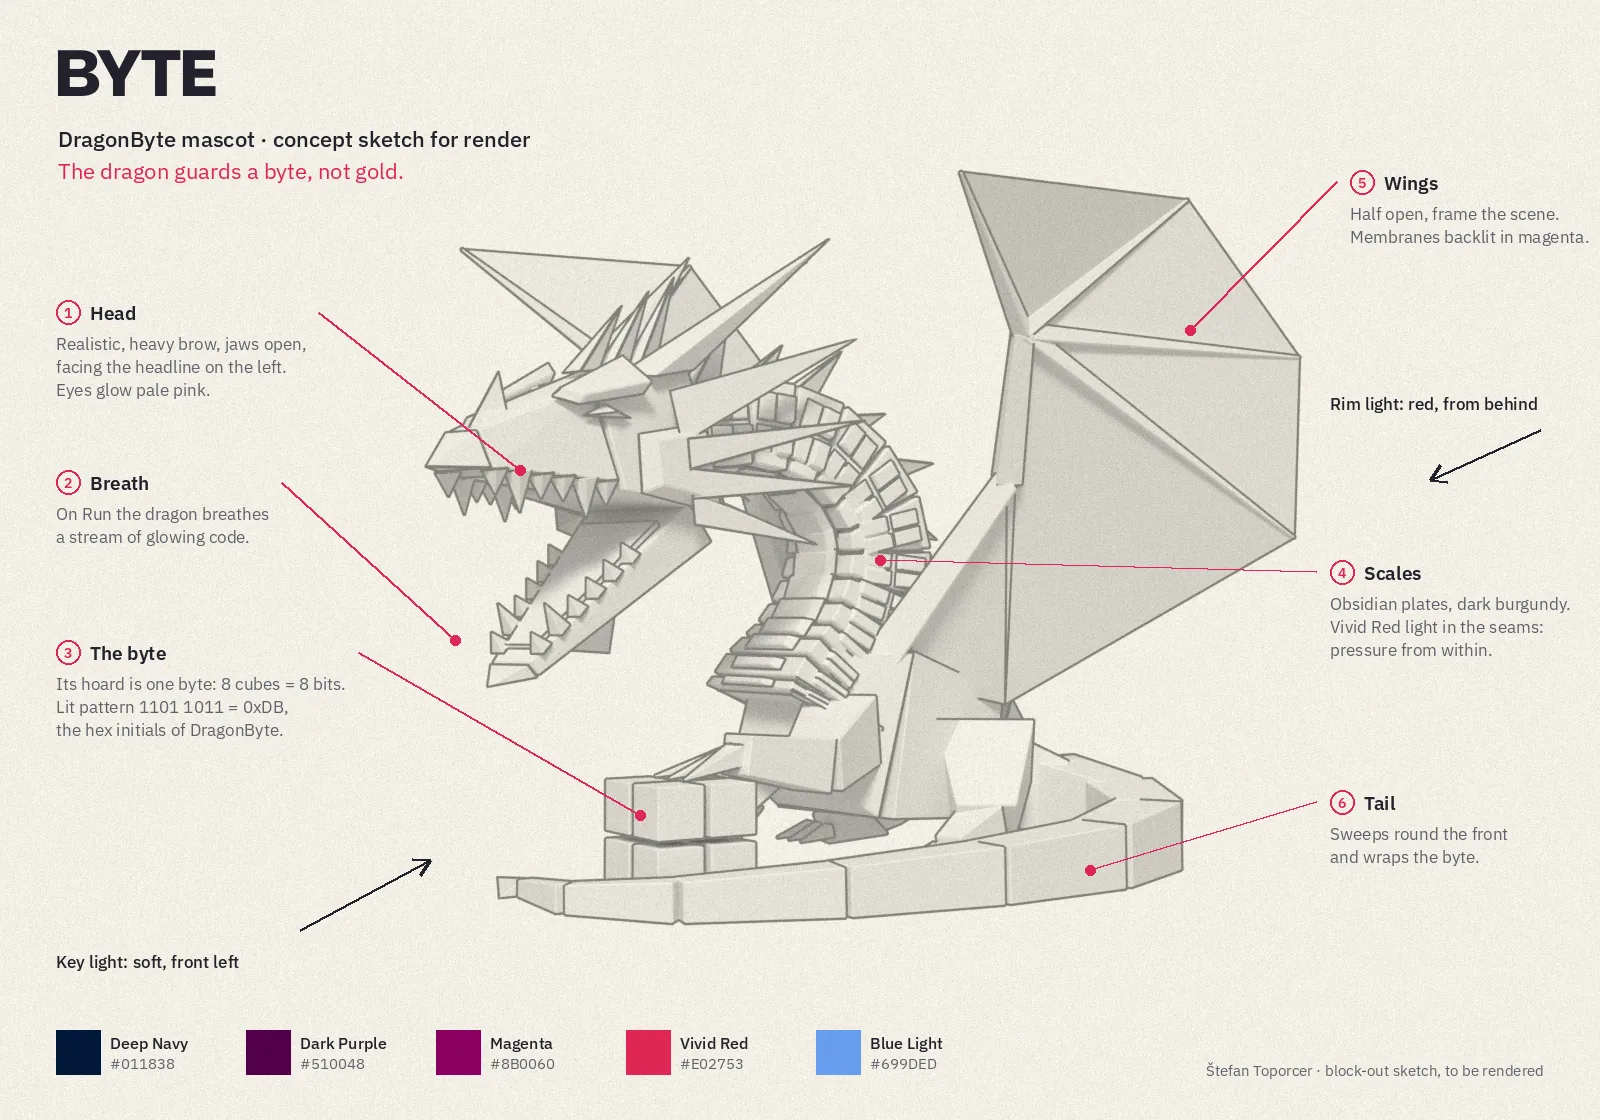 BYTE
DragonByte mascot · concept sketch for render
The dragon guards a byte, not gold.
1 Head
Realistic, heavy brow, jaws open,
facing the headline on the left.
Eyes glow pale pink.
2 Breath
On Run the dragon breathes
a stream of glowing code.
3 The byte
Its hoard is one byte: 8 cubes = 8 bits.
Lit pattern 1101 1011 = 0xDB,
the hex initials of DragonByte.
Key light: soft, front left
5 Wings
Half open, frame the scene.
Membranes backlit in magenta.
Rim light: red, from behind
4 Scales
Obsidian plates, dark burgundy.
Vivid Red light in the seams:
pressure from within.
6 Tail
Sweeps round the front
and wraps the byte.
Deep Navy
#011838
Dark Purple
#510048
Magenta
#8B0060
Vivid Red
#E02753
Blue Light
#699DED
Štefan Toporcer · block-out sketch, to be rendered